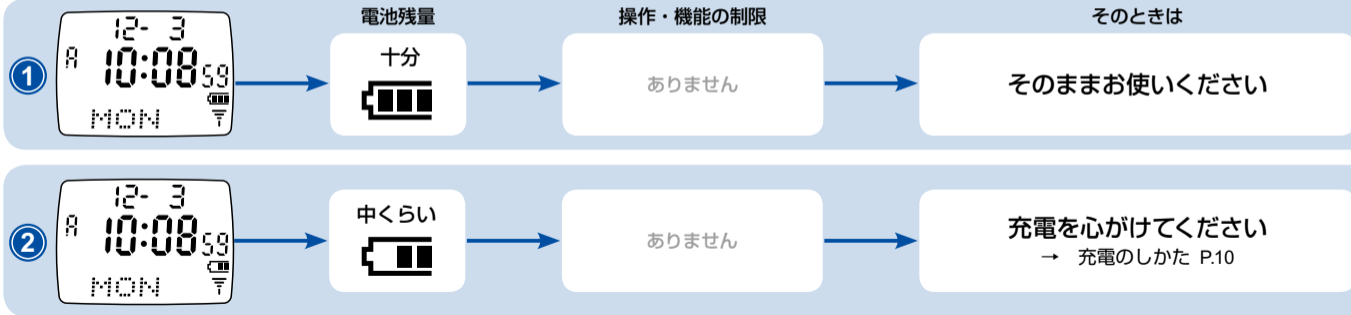 電池残量
操作・機能の制限
そのときは
1
12- 3
A 10:08 59
MON
十分
ありません
そのままお使いください
2
12- 3
A 10:08 59
MON
中くらい
ありません
充電を心がけてください
→ 充電のしかた P.10